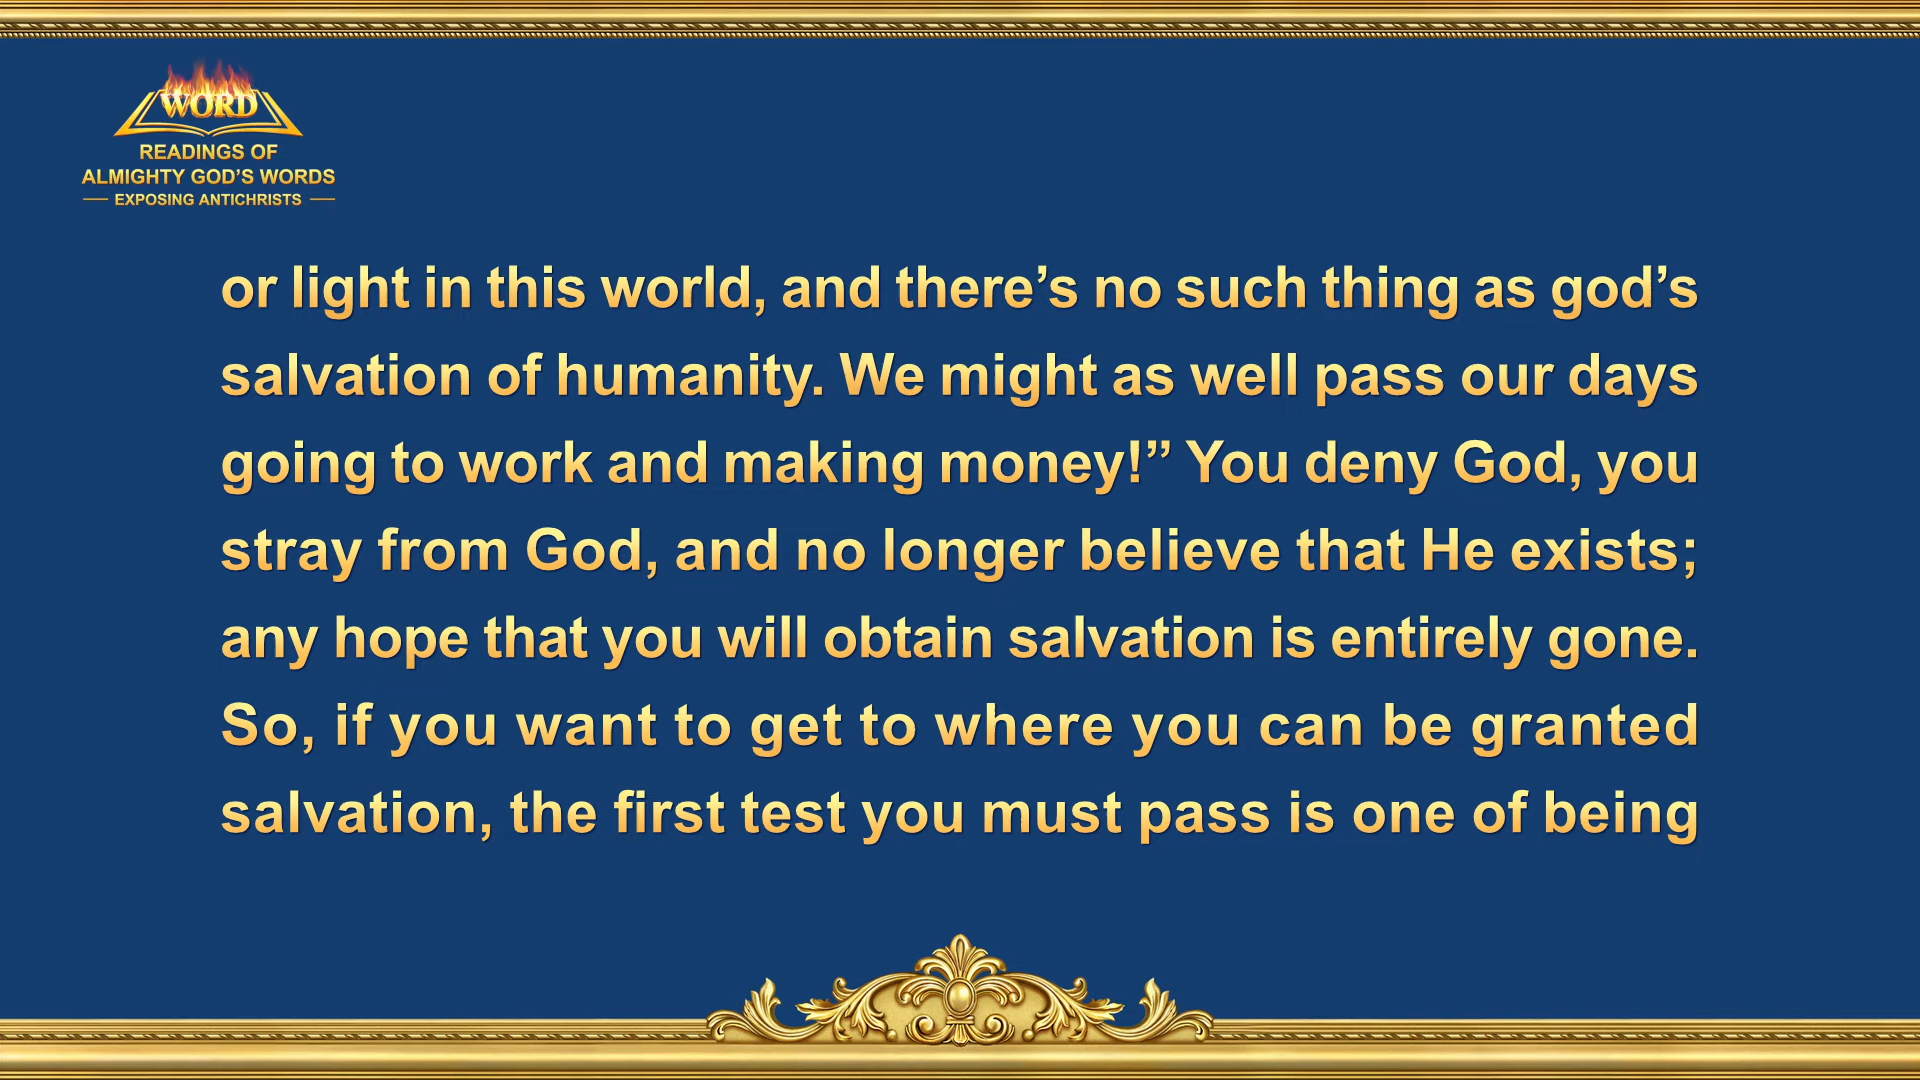 WORD
READINGS OF
ALMIGHTY GOD’S WORDS
EXPOSING ANTICHRISTS
or light in this world, and there’s no such thing as god’s
salvation of humanity. We might as well pass our days
going to work and making money!” You deny God, you
stray from God, and no longer believe that He exists;
any hope that you will obtain salvation is entirely gone.
So, if you want to get to where you can be granted
salvation, the first test you must pass is one of being